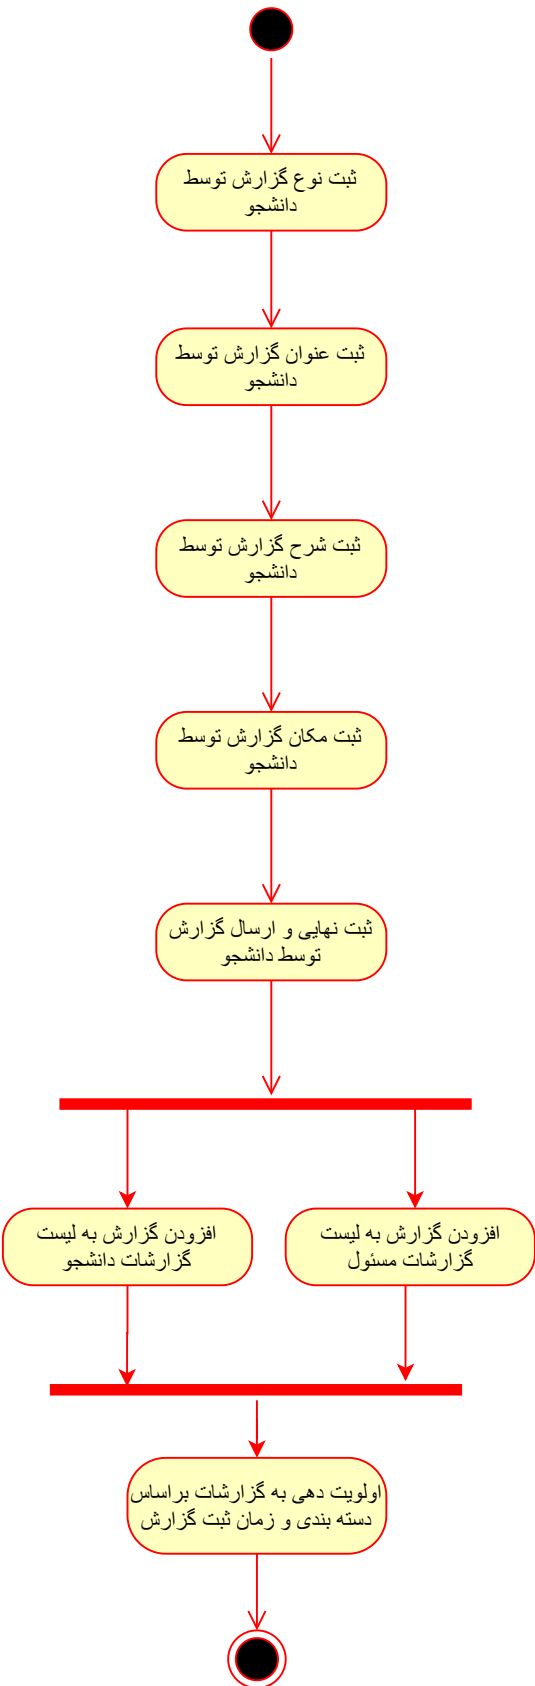 ثبت نوع گزارش توسط
دانشجو
ثبت عنوان گزارش توسط
دانشجو
ثبت شرح گزارش توسط
دانشجو
ثبت مکان گزارش توسط
دانشجو
ثبت نهایی و ارسال گزارش
توسط دانشجو
افزودن گزارش به لیست
گزارشات مسئول
افزودن گزارش به لیست
گزارشات دانشجو
اولویت دهی به گزارشات براساس
دسته بندی و زمان ثبت گزارش